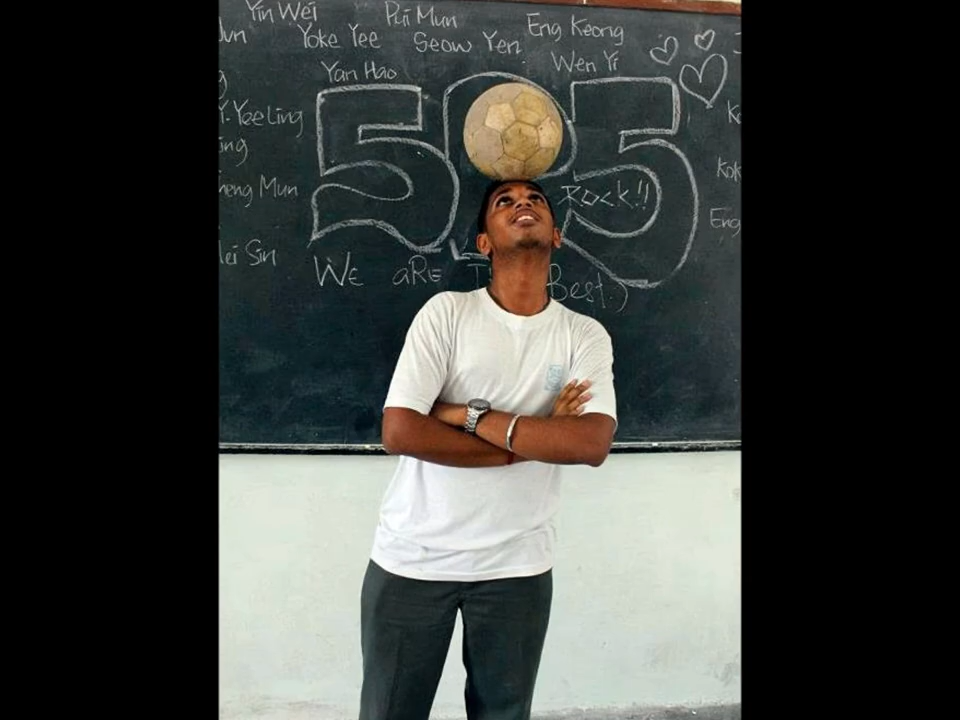 Yin Wei
Pui Mun
Yoke Yee
Seow Yen
Eng Keong
Yan Hao
Wen Yi
Yee Ling
Mun
Sin
505
Rock!!
We aRe
Best:)
Eng